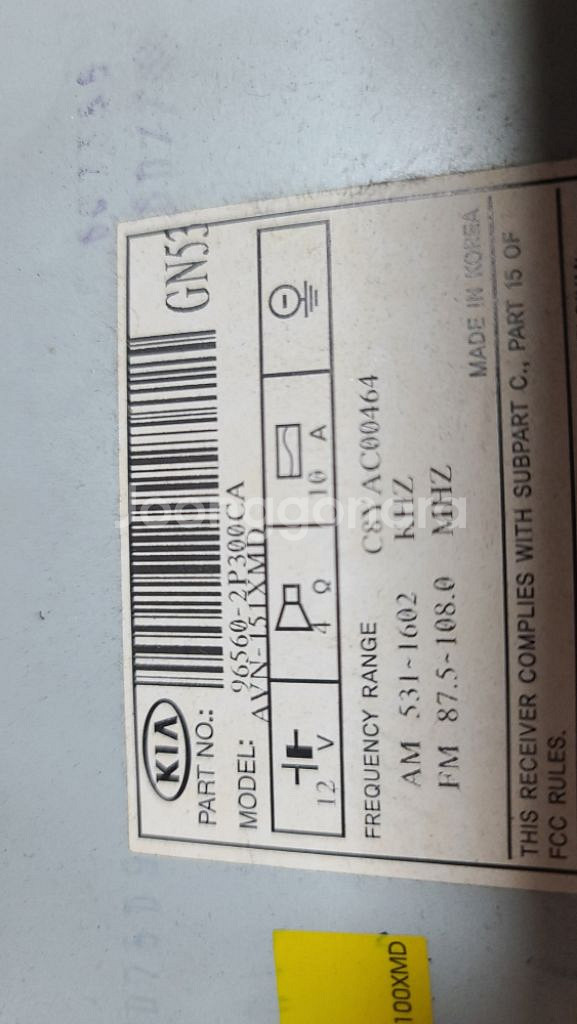 KIA
GN53
PART NO.: 96560-2P300CA
MODEL: AVN-151XMD
12 V 4 Ω 10 A
FREQUENCY RANGE C8YAC00464
AM 531~1602 KHZ
FM 87.5~108.0 MHZ
MADE IN KOREA
THIS RECEIVER COMPLIES WITH SUBPART C., PART 15 OF
FCC RULES.
100XMD
Joongonara